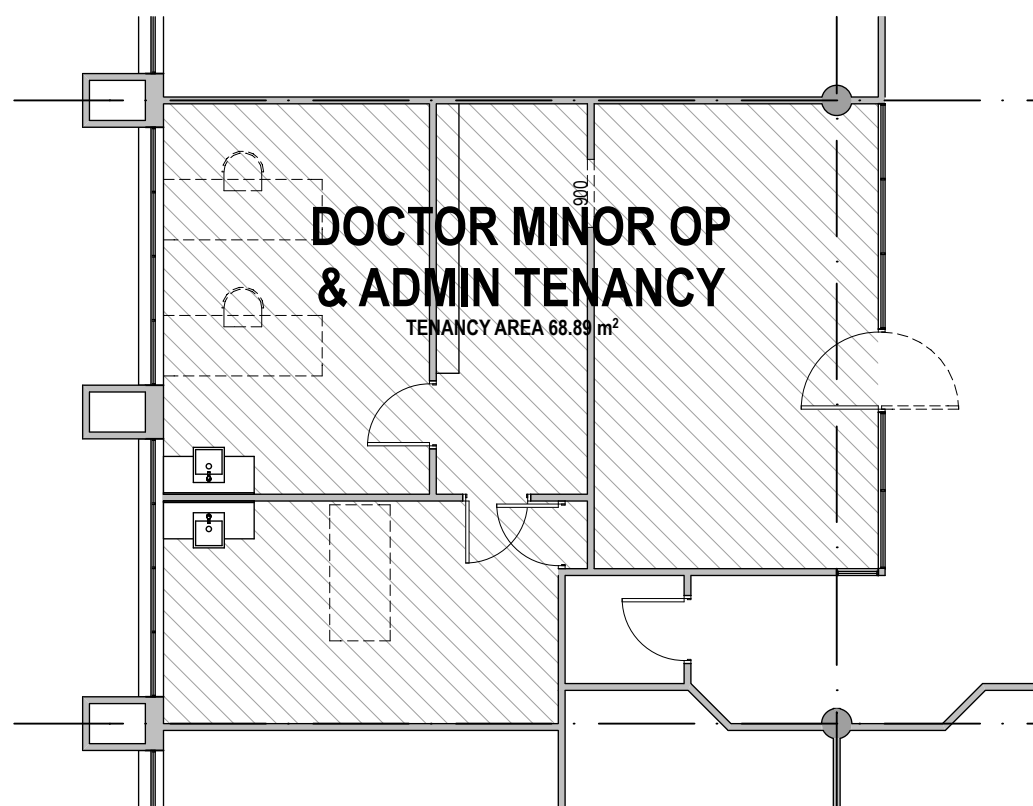 900
DOCTOR MINOR OP
& ADMIN TENANCY
TENANCY AREA 68.89 m²